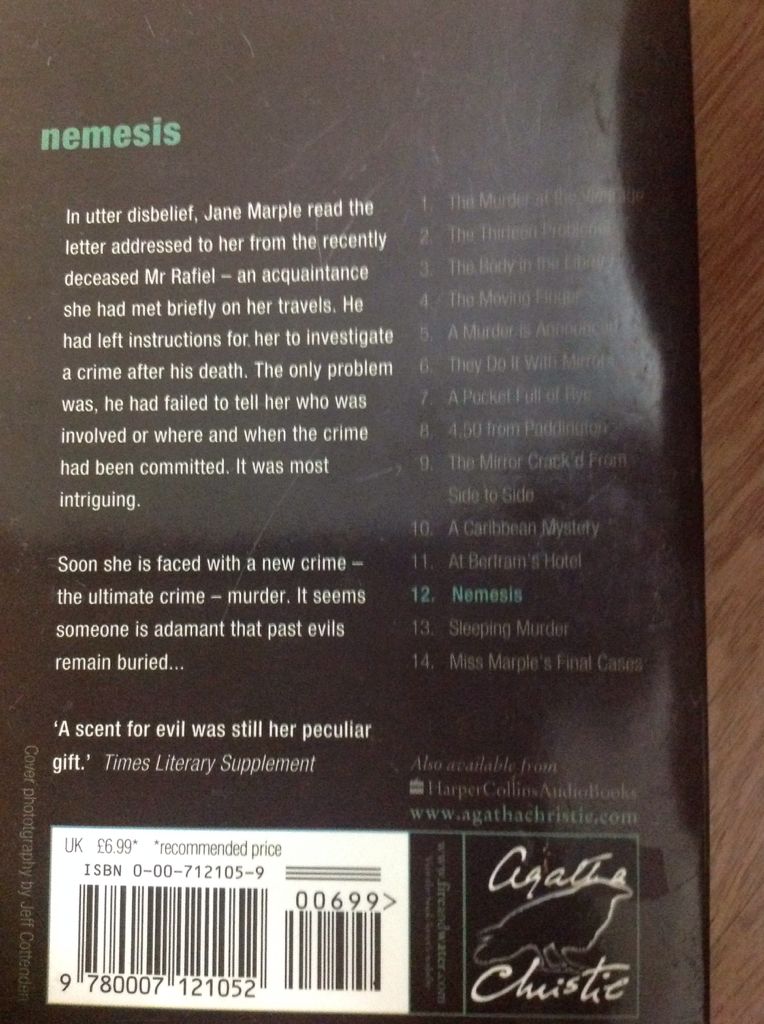 nemesis
In utter disbelief, Jane Marple read the
letter addressed to her from the recently
deceased Mr Rafiel – an acquaintance
she had met briefly on her travels. He
had left instructions for her to investigate
a crime after his death. The only problem
was, he had failed to tell her who was
involved or where and when the crime
had been committed. It was most
intriguing.
Soon she is faced with a new crime –
the ultimate crime – murder. It seems
someone is adamant that past evils
remain buried...
‘A scent for evil was still her peculiar
gift.’ Times Literary Supplement
1. The Murder at the Vicarage
2. The Thirteen Problems
3. The Body in the Library
4. The Moving Finger
5. A Murder is Announced
6. They Do It With Mirrors
7. A Pocket Full of Rye
8. 4.50 from Paddington
9. The Mirror Crack'd From
Side to Side
10. A Caribbean Mystery
11. At Bertram's Hotel
12. Nemesis
13. Sleeping Murder
14. Miss Marple's Final Cases
Also available from
HarperCollinsAudioBooks
www.agathachristie.com
Cover phototgraphy by Jeff Cottenden
UK £6.99* *recommended price
ISBN 0-00-712105-9
00699>
9 780007 121052
www.fireandwater.com
Agatha
Christie